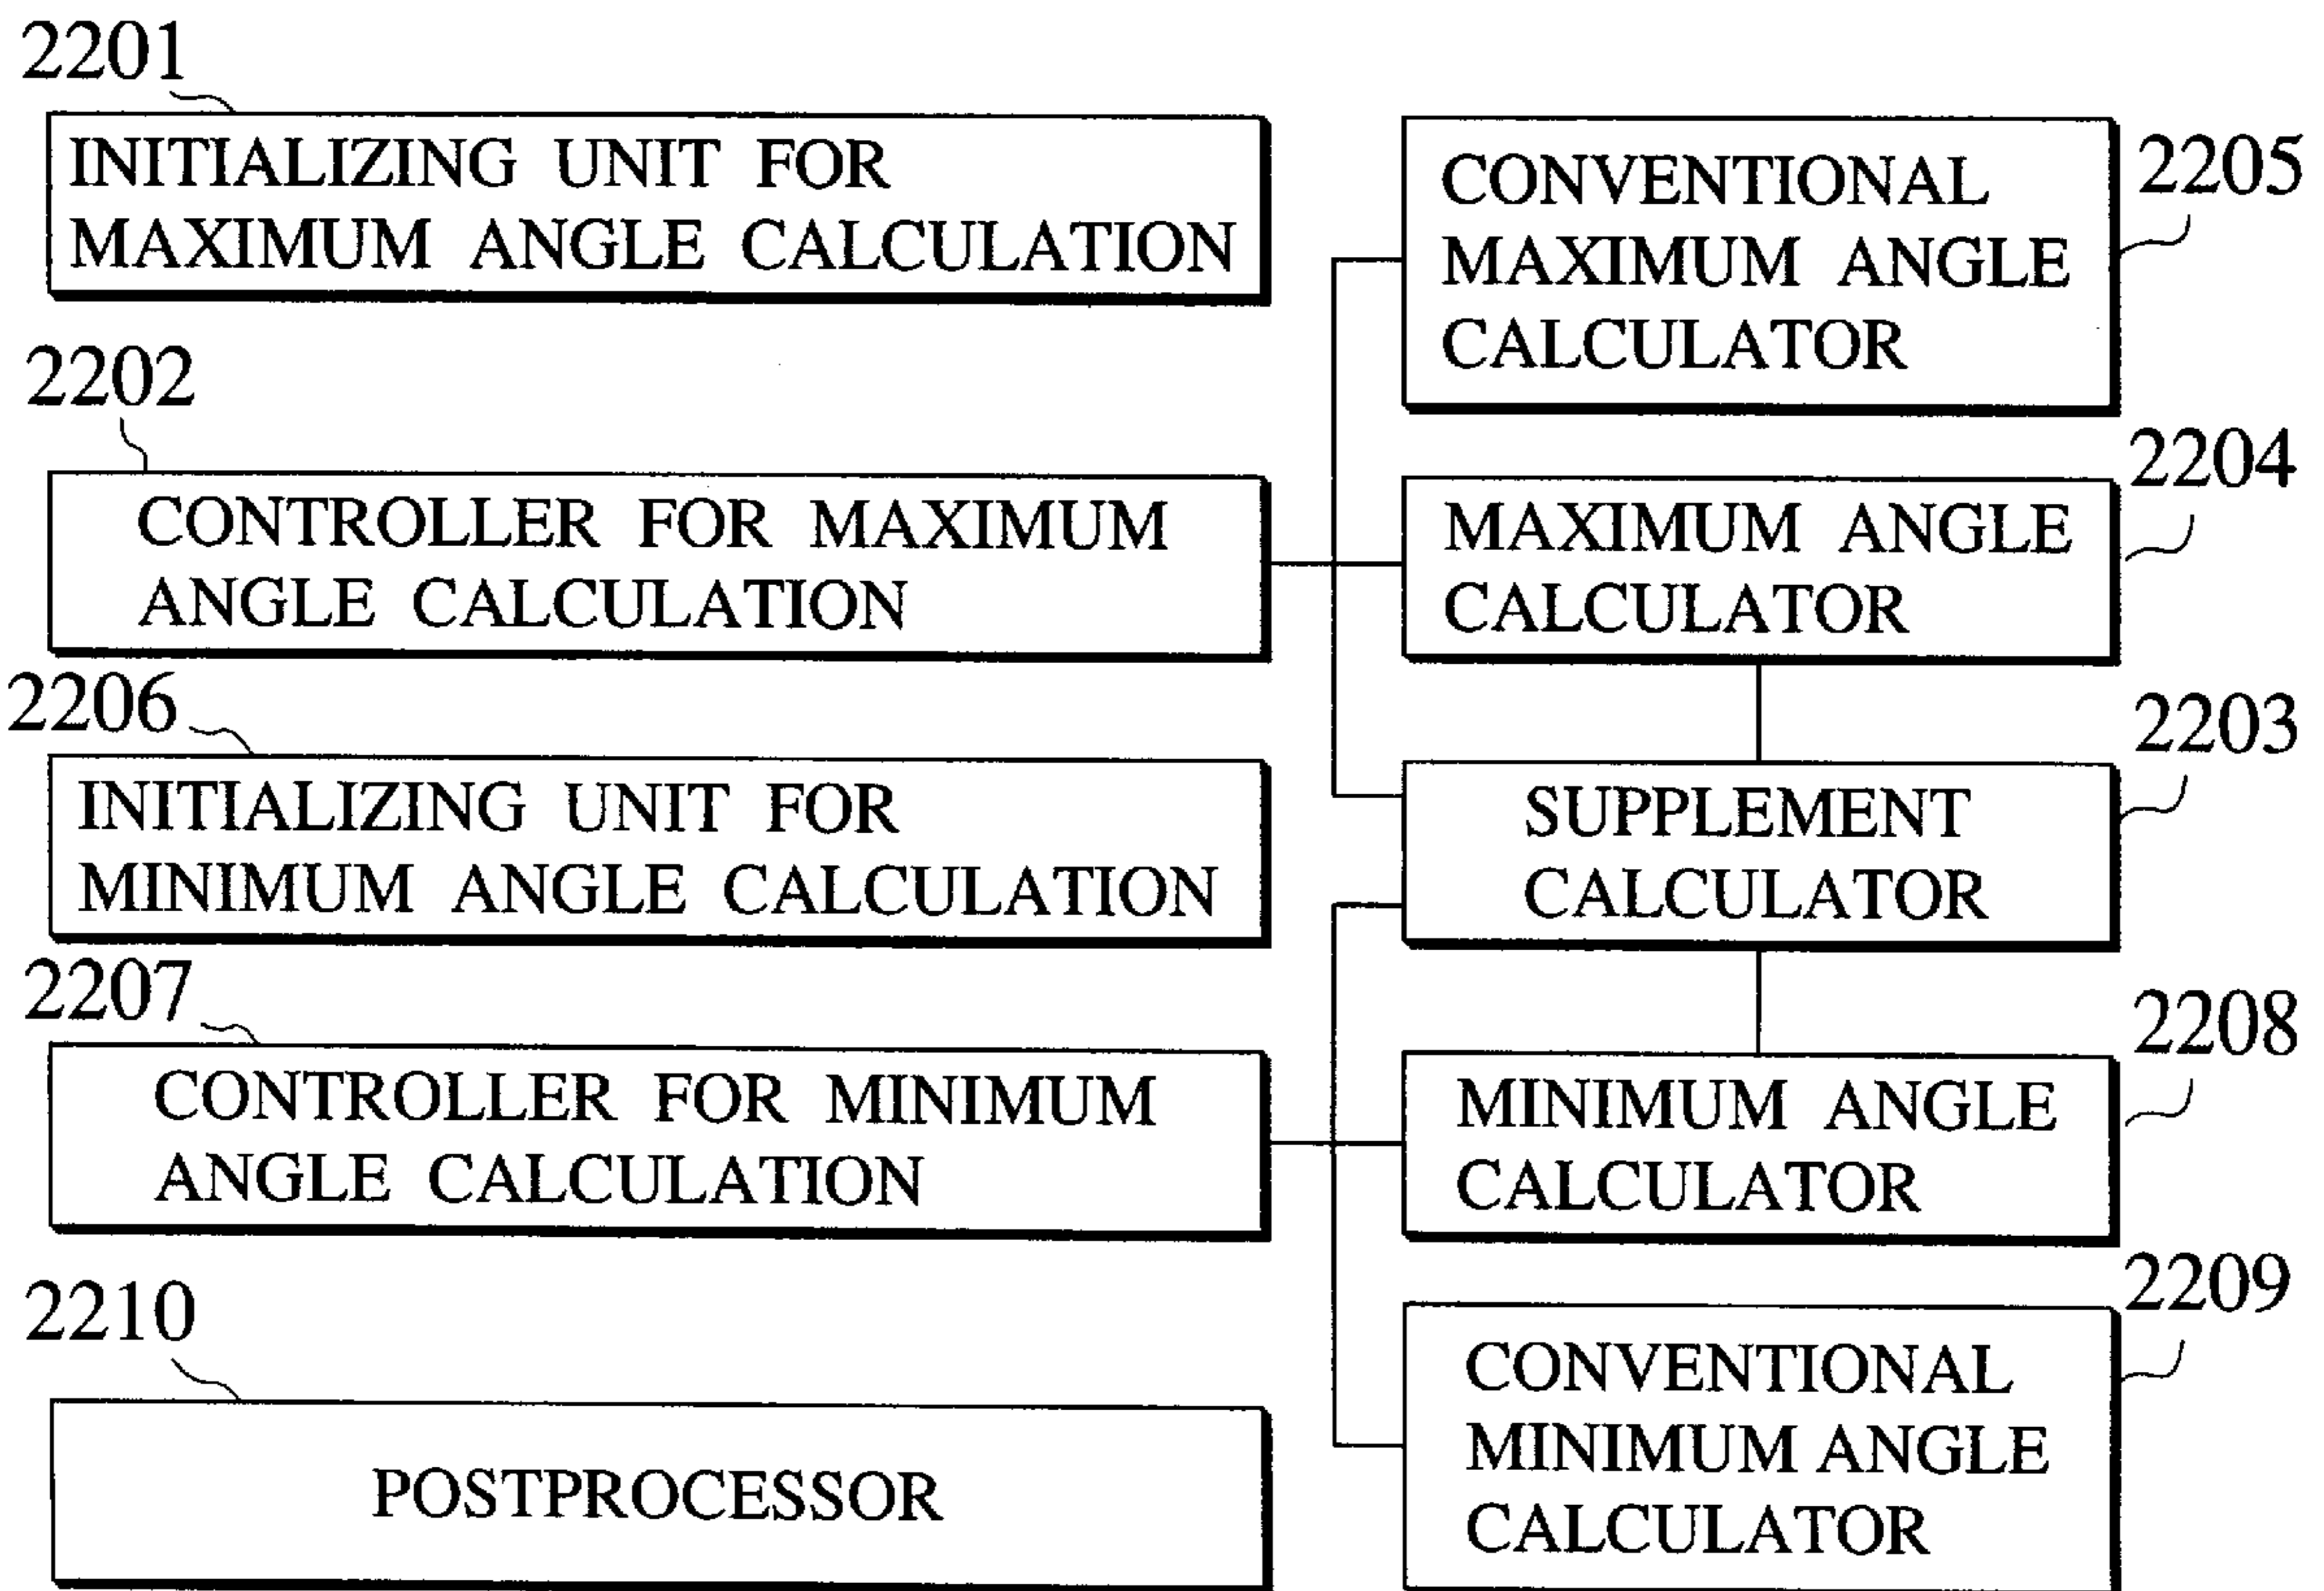 2201
INITIALIZING UNIT FOR
MAXIMUM ANGLE CALCULATION
2202
CONTROLLER FOR MAXIMUM
ANGLE CALCULATION
2206
INITIALIZING UNIT FOR
MINIMUM ANGLE CALCULATION
2207
CONTROLLER FOR MINIMUM
ANGLE CALCULATION
2210
POSTPROCESSOR
2205
CONVENTIONAL
MAXIMUM ANGLE
CALCULATOR
2204
MAXIMUM ANGLE
CALCULATOR
2203
SUPPLEMENT
CALCULATOR
2208
MINIMUM ANGLE
CALCULATOR
2209
CONVENTIONAL
MINIMUM ANGLE
CALCULATOR